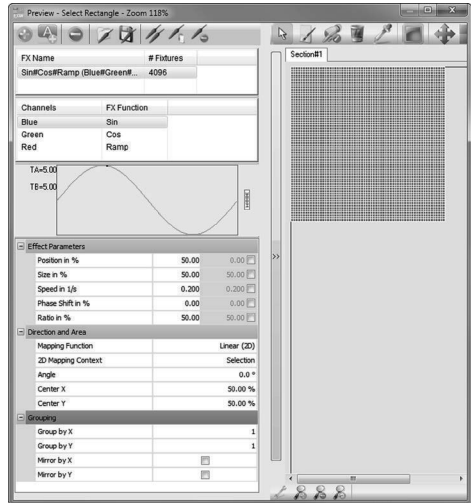 Preview - Select Rectangle - Zoom 118%
FX Name # Fixtures
Sin#Cos#Ramp (Blue#Green#... 4096
Channels FX Function
Blue Sin
Green Cos
Red Ramp
TA=5.00
TB=5.00
Effect Parameters
Position in % 50.00 0.00
Size in % 50.00 50.00
Speed in 1/s 0.200 0.200
Phase Shift in % 0.00 0.00
Ratio in % 50.00 50.00
Direction and Area
Mapping Function Linear (2D)
2D Mapping Context Selection
Angle 0.0 °
Center X 50.00 %
Center Y 50.00 %
Grouping
Group by X 1
Group by Y 1
Mirror by X
Mirror by Y
>>
Section#1